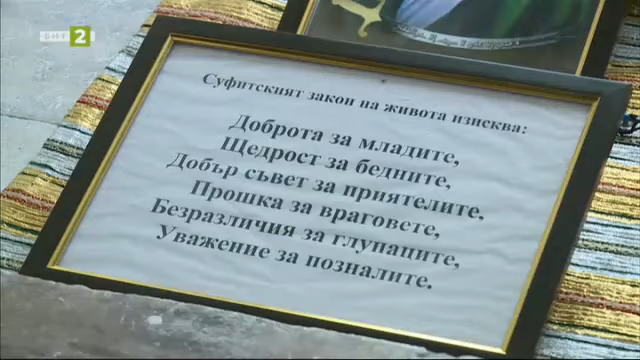 БНТ 2
Суфитският закон на живота изисква:
Доброта за младите,
Щедрост за бедните,
Добър съвет за приятелите.
Прошка за враговете,
Безразличия за глупаците,
Уважение за позналите.